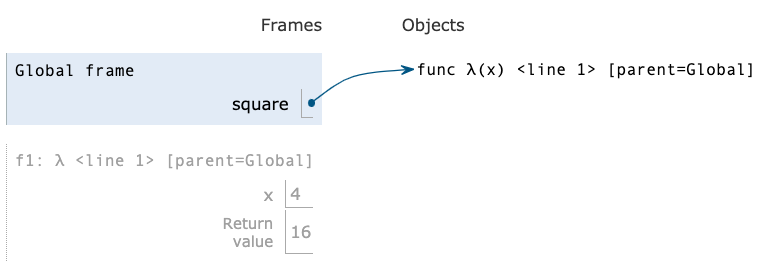 Frames Objects
Global frame
func λ(x) <line 1> [parent=Global]
square
f1: λ <line 1> [parent=Global]
x 4
Return
value 16